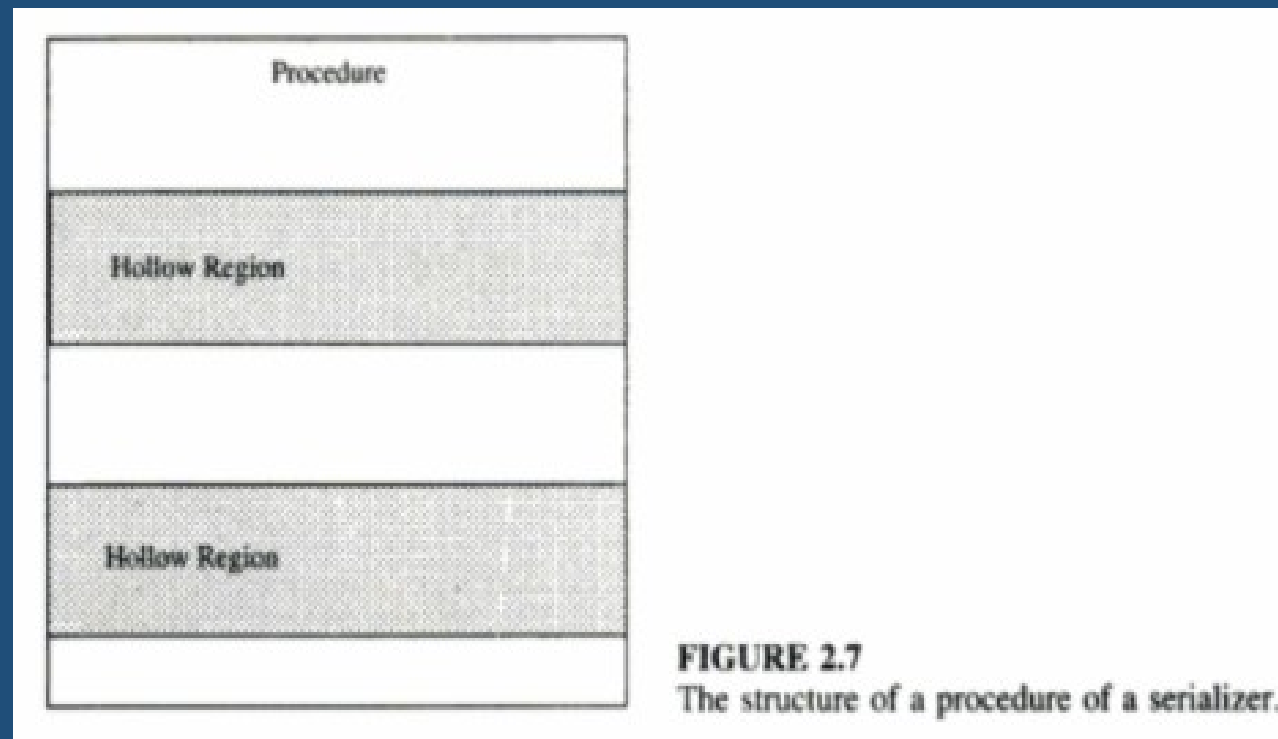 Procedure
Hollow Region
Hollow Region
FIGURE 2.7
The structure of a procedure of a serializer.